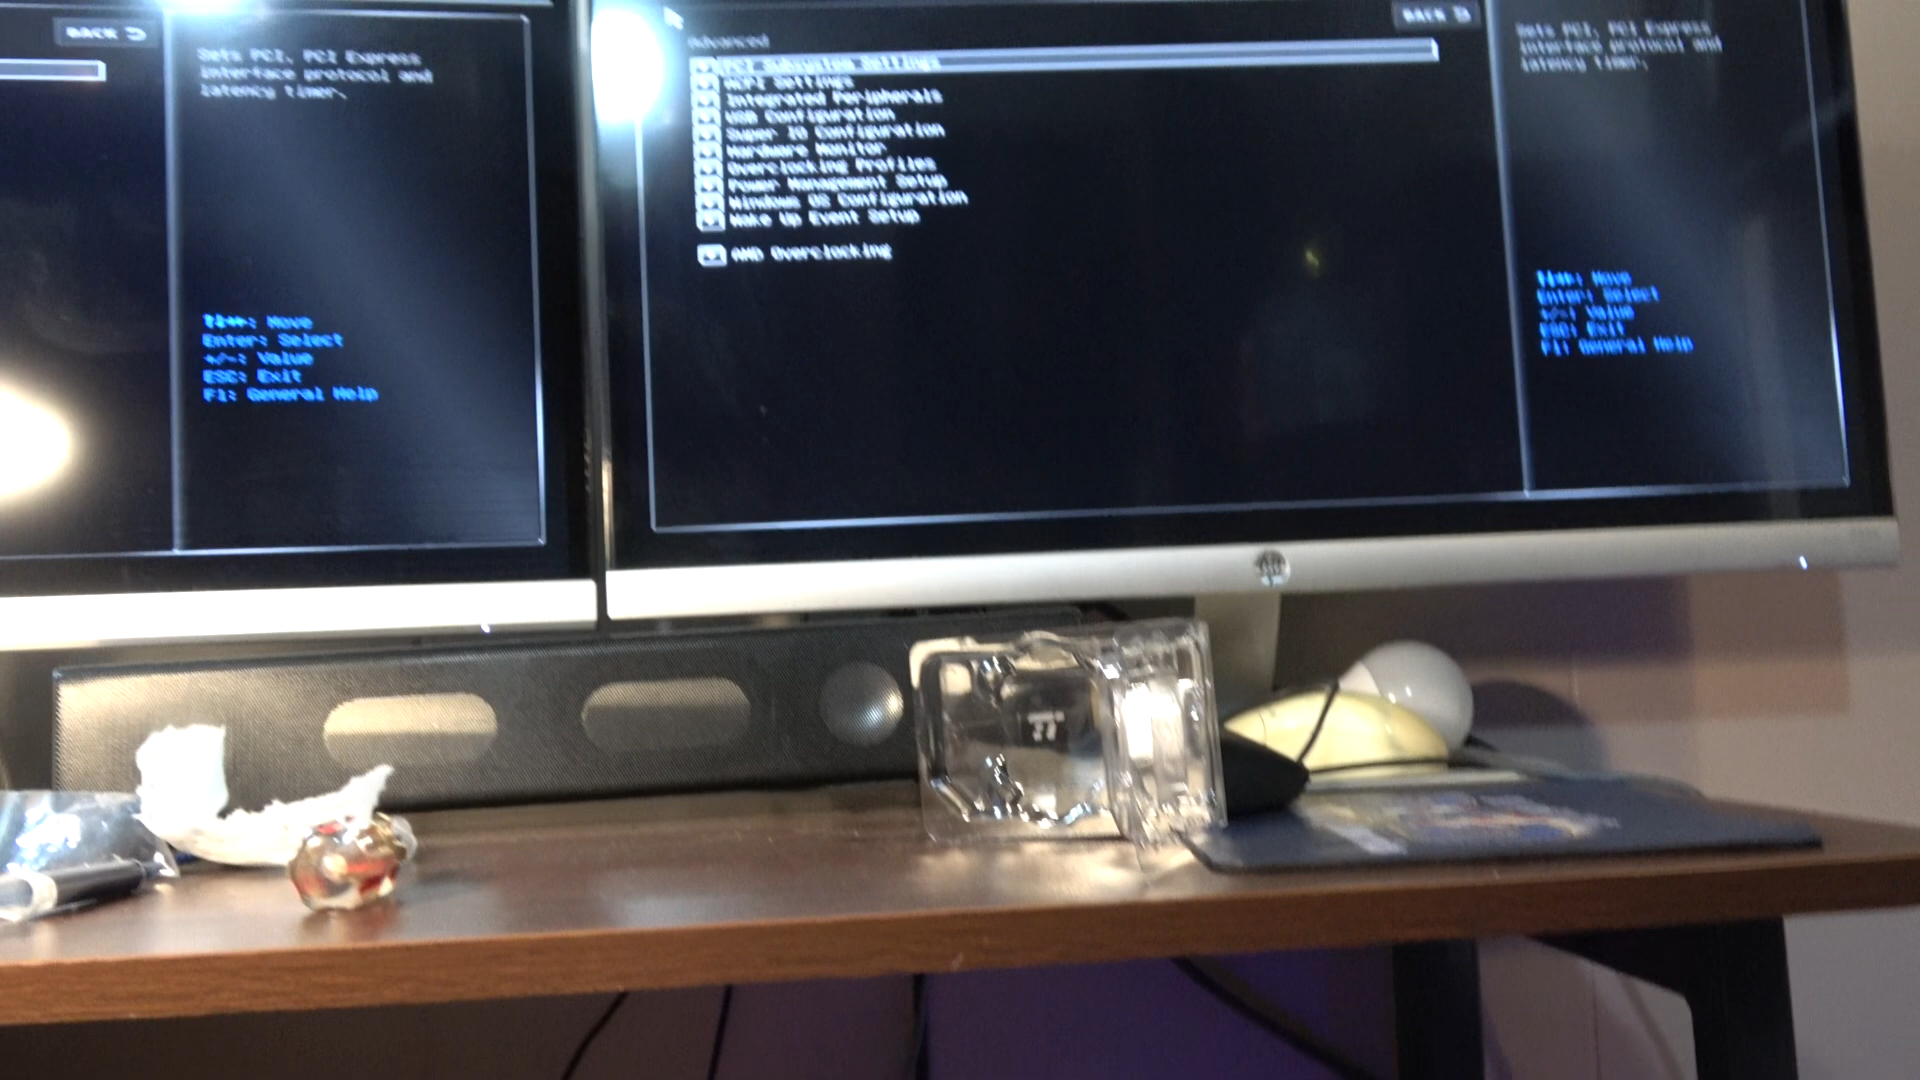 BACK
Sets PCI, PCI Express
interface protocol and
latency timer.
: Move
Enter: Select
+/-: Value
ESC: Exit
F1: General Help
BACK
Advanced
PCI Subsystem Settings
ACPI Settings
Integrated Peripherals
USB Configuration
Super IO Configuration
Hardware Monitor
Overclocking Profiles
Power Management Setup
Windows OS Configuration
Wake Up Event Setup
AMD Overclocking
Sets PCI, PCI Express
interface protocol and
latency timer.
: Move
Enter: Select
+/-: Value
ESC: Exit
F1: General Help
hp